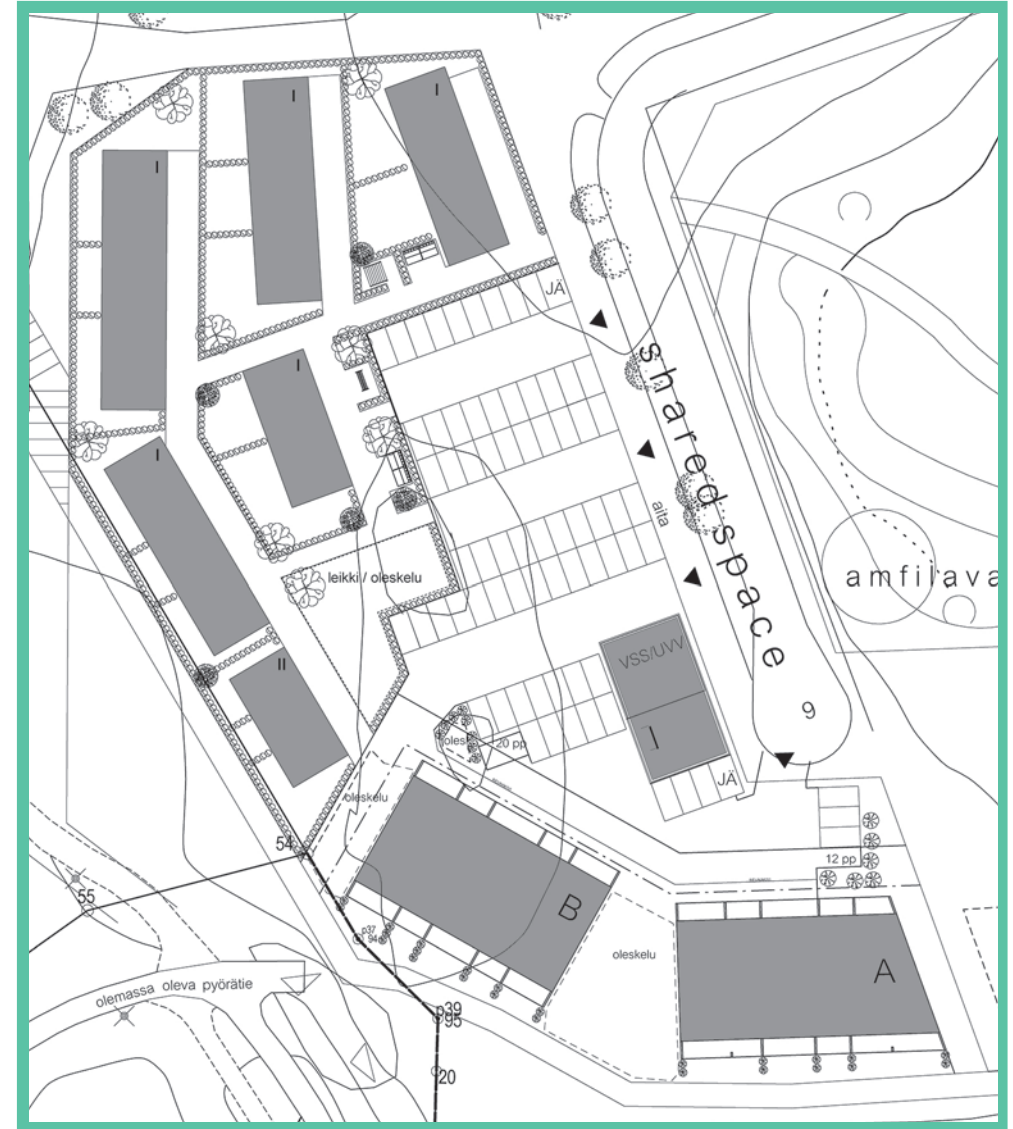 I
I
I
JÄ
I
shared space
aita
I
leikki / oleskelu
amfilava
II
VSS/UVV
I
9
20 pp
JÄ
oleskelu
54
12 pp
55
B
p37
94
oleskelu
A
olemassa oleva pyörätie
p39
95
20